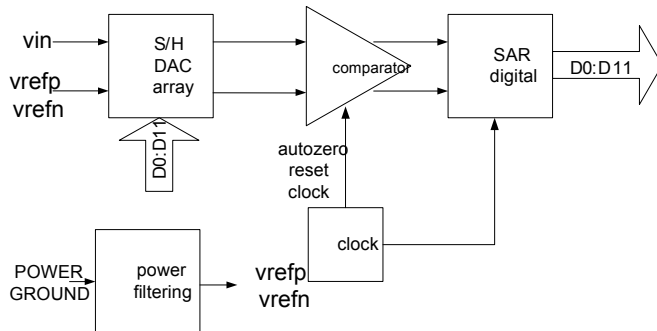 vin
vrefp
vrefn
S/H
DAC
array
D0:D11
comparator
SAR
digital
D0:D11
autozero
reset
clock
clock
POWER
GROUND
power
filtering
vrefp
vrefn